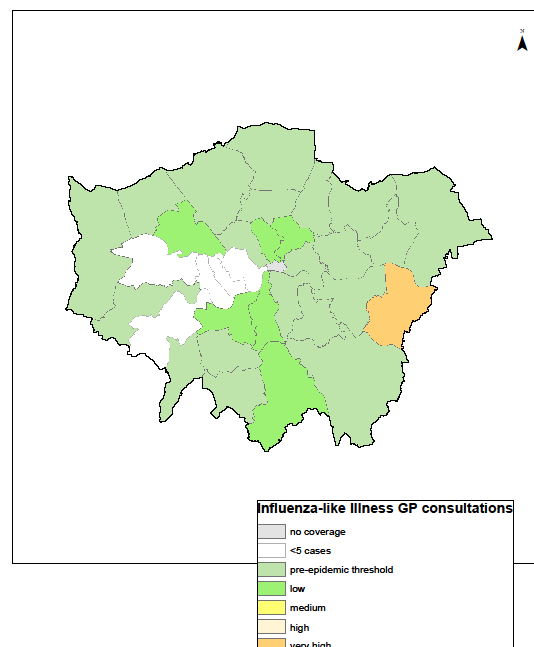 N
Influenza-like Illness GP consultations
no coverage
<5 cases
pre-epidemic threshold
low
medium
high
very high